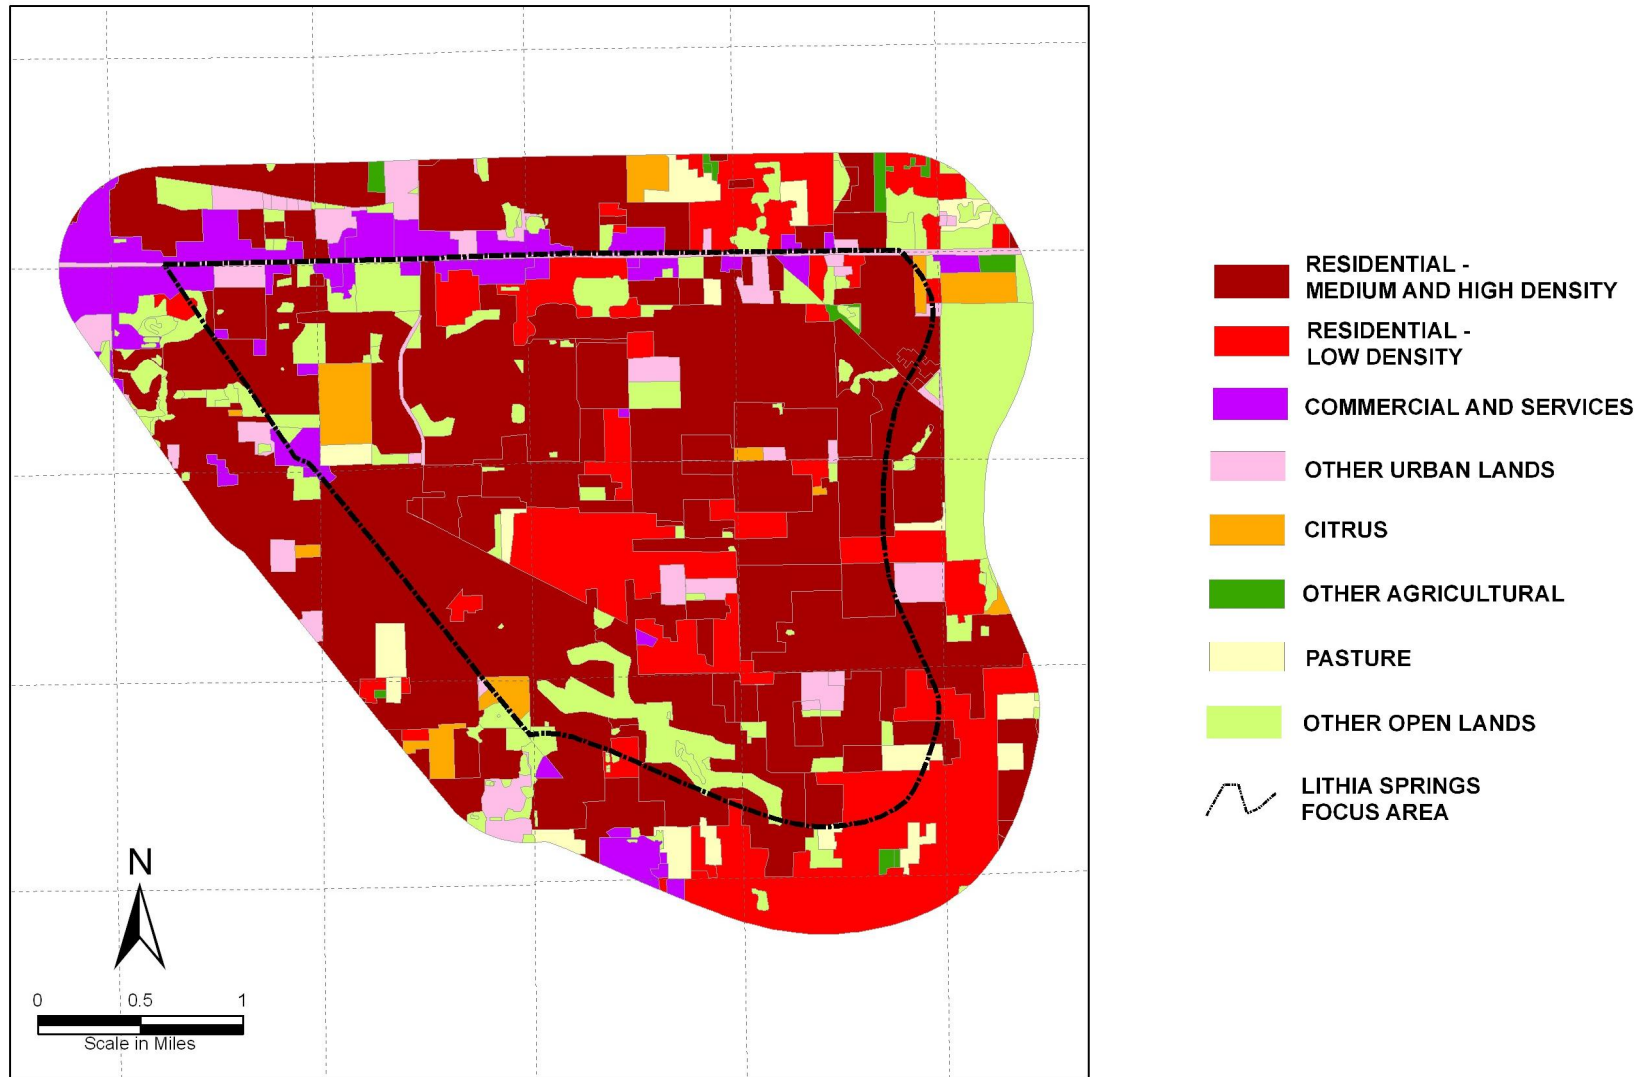 RESIDENTIAL -
MEDIUM AND HIGH DENSITY
RESIDENTIAL -
LOW DENSITY
COMMERCIAL AND SERVICES
OTHER URBAN LANDS
CITRUS
OTHER AGRICULTURAL
PASTURE
OTHER OPEN LANDS
LITHIA SPRINGS
FOCUS AREA
N
0 0.5 1
Scale in Miles